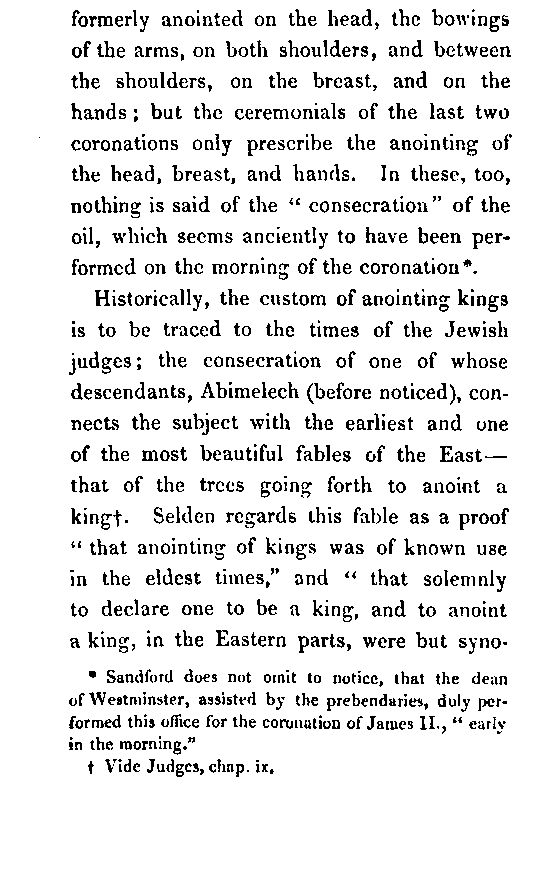 formerly anointed on the head, the bowings
of the arms, on both shoulders, and between
the shoulders, on the breast, and on the
hands; but the ceremonials of the last two
coronations only prescribe the anointing of
the head, breast, and hands. In these, too,
nothing is said of the “ consecration” of the
oil, which seems anciently to have been per-
formed on the morning of the coronation*.
Historically, the custom of anointing kings
is to be traced to the times of the Jewish
judges; the consecration of one of whose
descendants, Abimelech (before noticed), con-
nects the subject with the earliest and one
of the most beautiful fables of the East—
that of the trees going forth to anoint a
king†. Selden regards this fable as a proof
“ that anointing of kings was of known use
in the eldest times,” and “ that solemnly
to declare one to be a king, and to anoint
a king, in the Eastern parts, were but syno-
* Sandford does not omit to notice, that the dean
of Westminster, assisted by the prebendaries, duly per-
formed this office for the coronation of James II., “ early
in the morning.”
† Vide Judges, chap. ix.